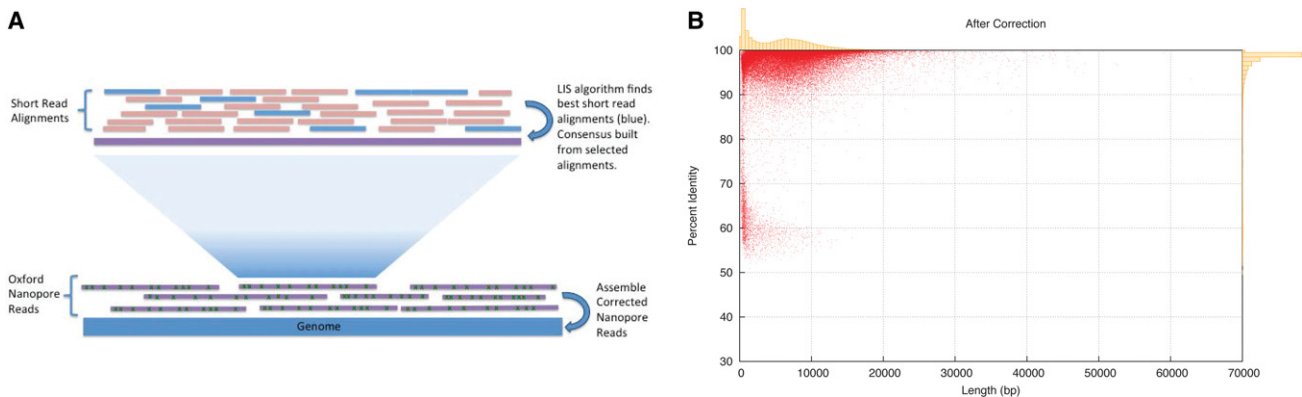 A
Short Read
Alignments
LIS algorithm finds
best short read
alignments (blue).
Consensus built
from selected
alignments.
Oxford
Nanopore
Reads
Assemble
Corrected
Nanopore
Reads
Genome
B
After Correction
Percent Identity
100
90
80
70
60
50
40
30
0 10000 20000 30000 40000 50000 60000 70000
Length (bp)